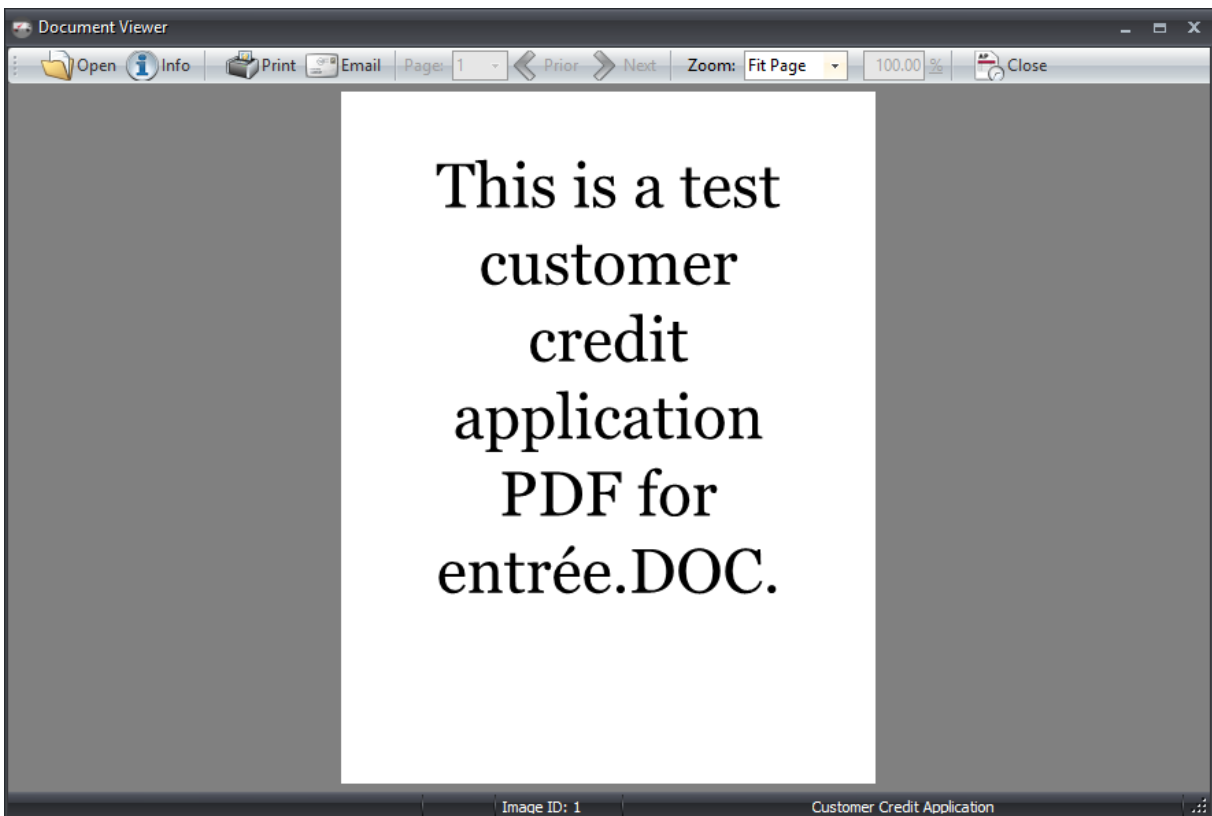 Document Viewer
Open Info Print Email Page: 1 Prior Next Zoom: Fit Page 100.00 % Close
This is a test
customer
credit
application
PDF for
entrée.DOC.
Image ID: 1 Customer Credit Application